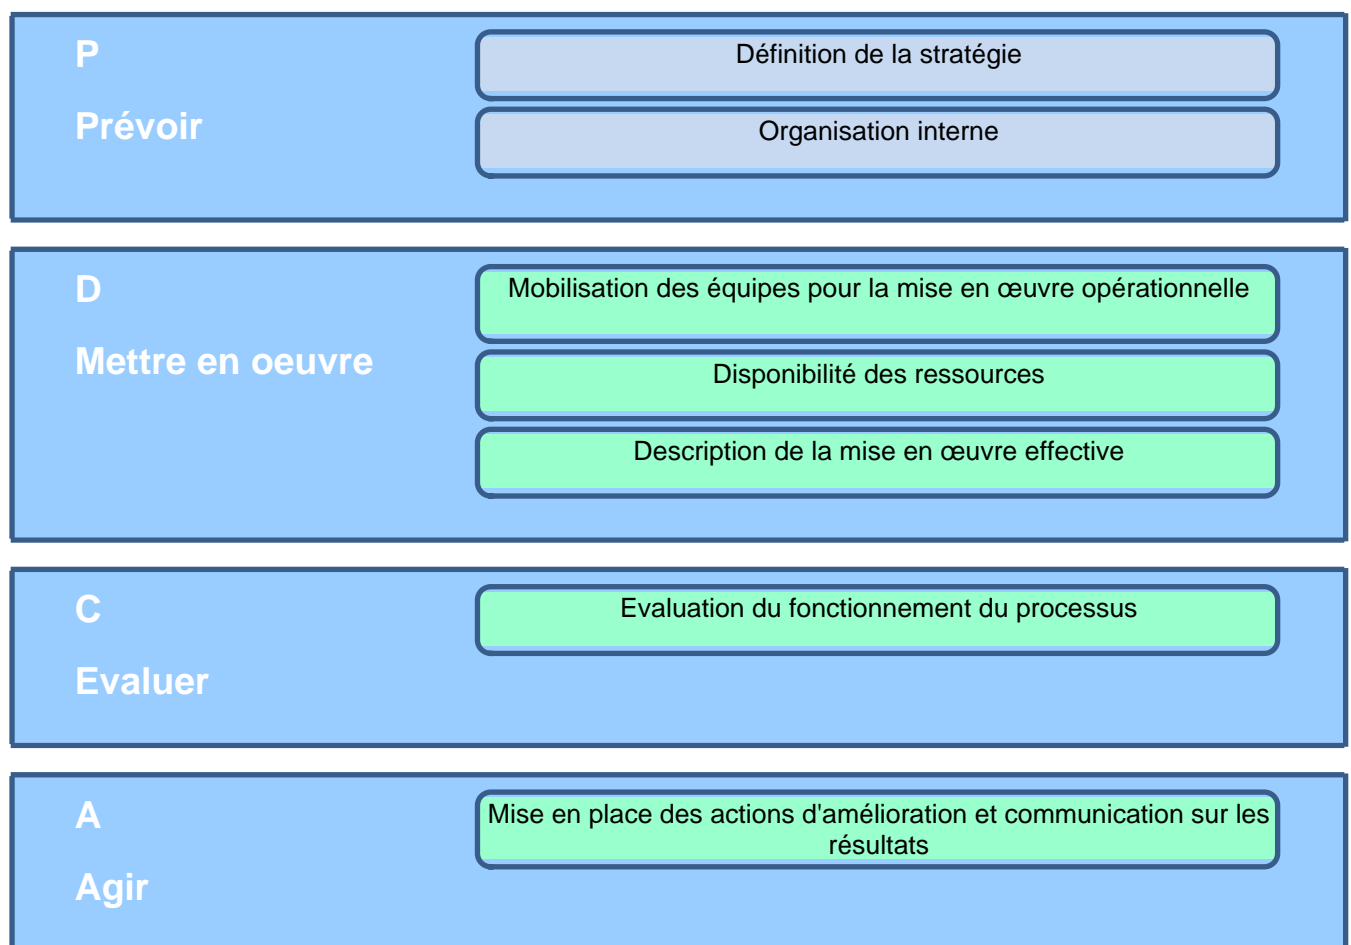 P
Définition de la stratégie
Prévoir
Organisation interne
D
Mobilisation des équipes pour la mise en œuvre opérationnelle
Mettre en oeuvre
Disponibilité des ressources
Description de la mise en œuvre effective
C
Evaluation du fonctionnement du processus
Evaluer
A
Mise en place des actions d'amélioration et communication sur les
résultats
Agir